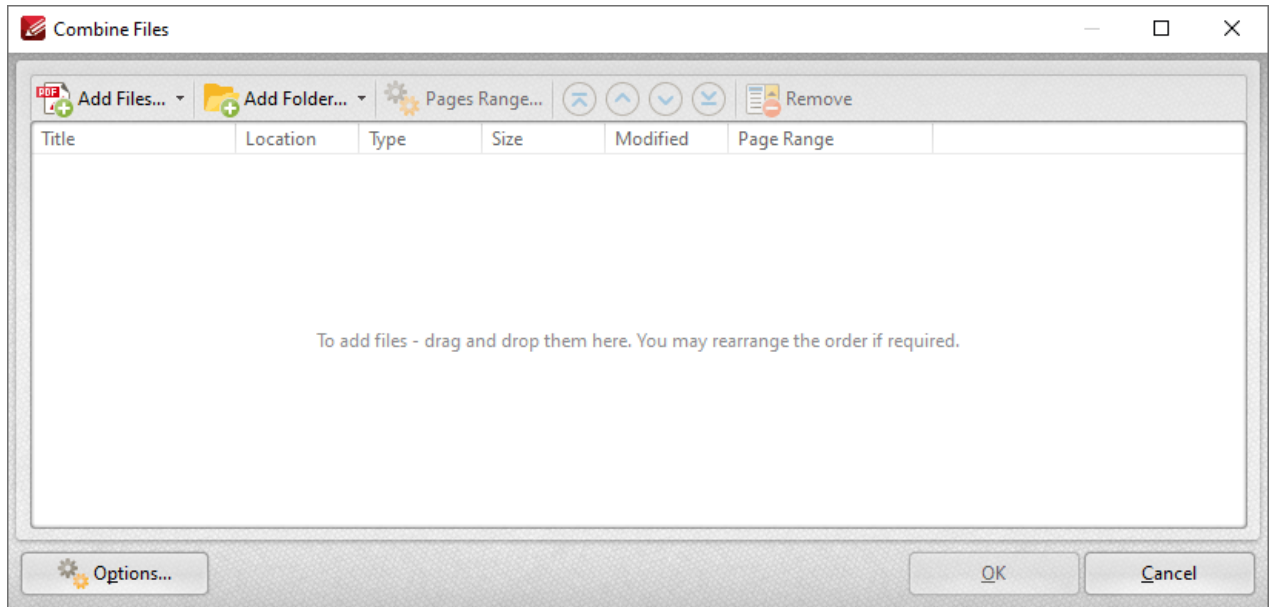 Combine Files
PDF Add Files... Add Folder... Pages Range... Remove
Title Location Type Size Modified Page Range
To add files - drag and drop them here. You may rearrange the order if required.
Options... OK Cancel